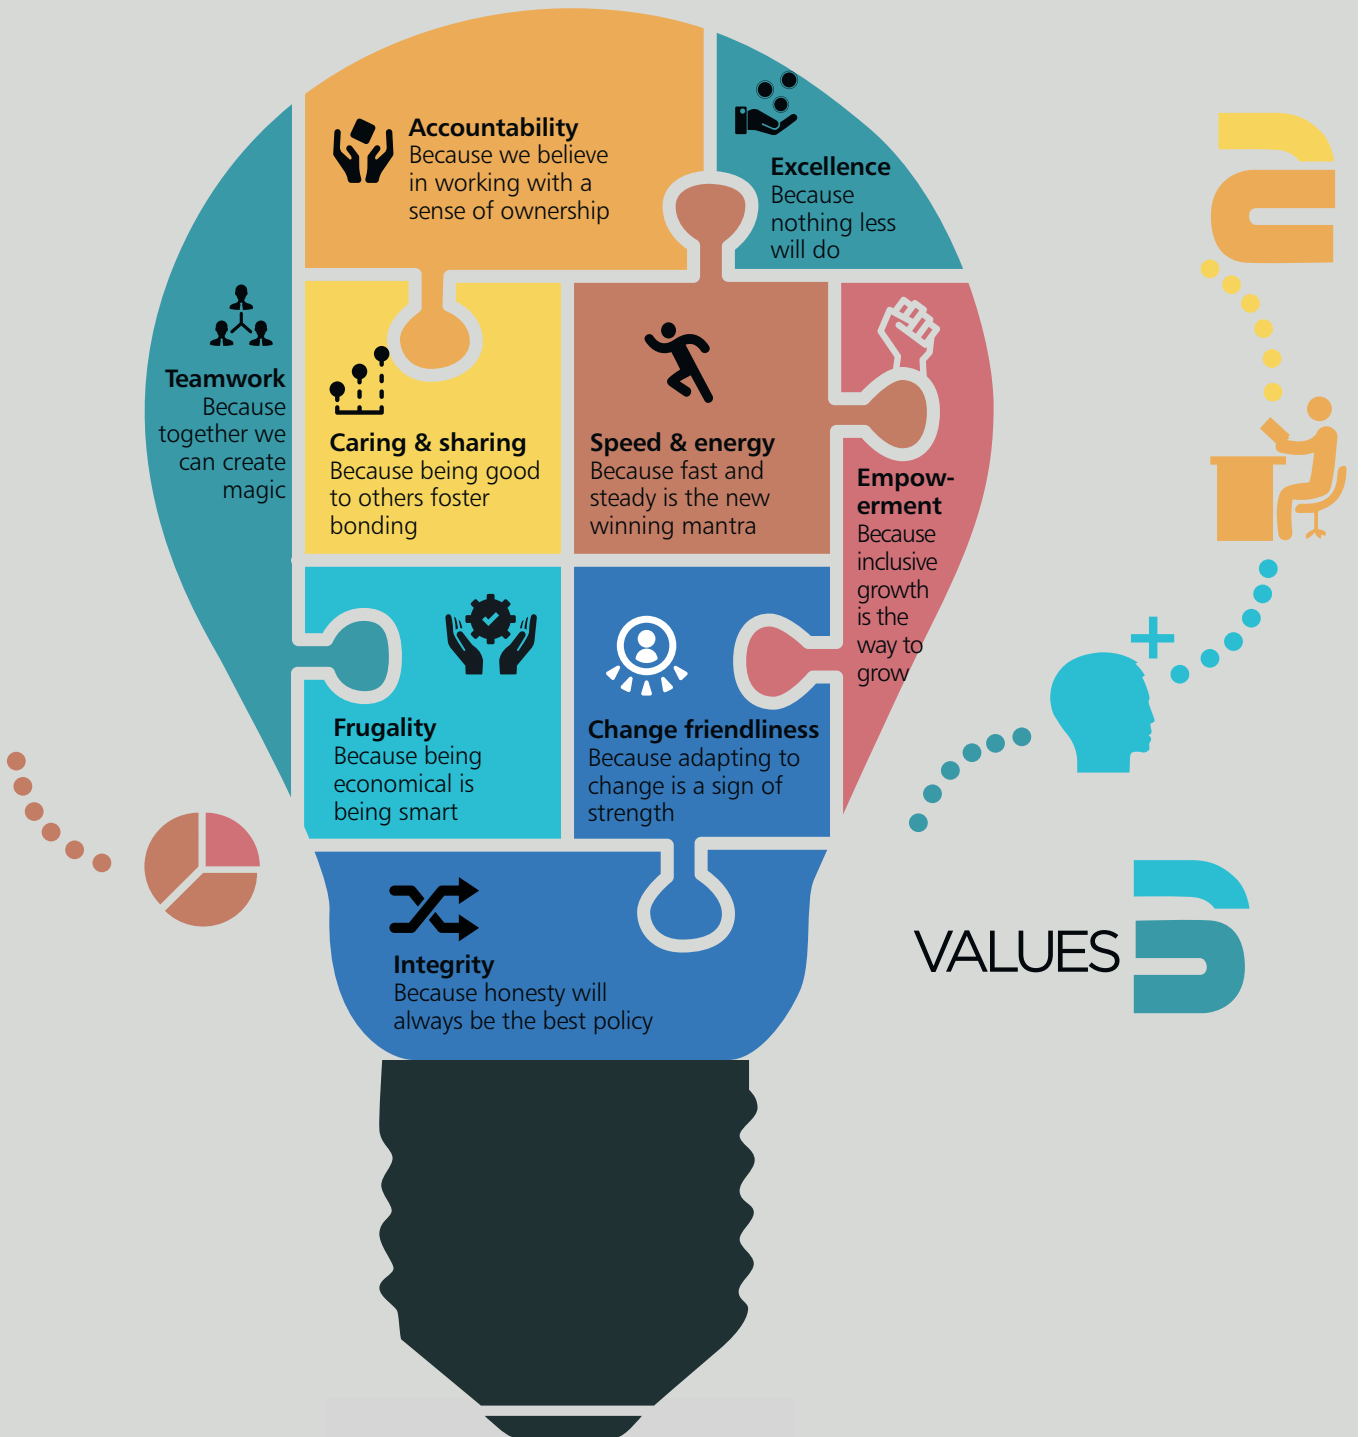 Accountability
Because we believe
in working with a
sense of ownership
Excellence
Because
nothing less
will do
Teamwork
Because
together we
can create
magic
Caring & sharing
Because being good
to others foster
bonding
Speed & energy
Because fast and
steady is the new
winning mantra
Empow-
erment
Because
inclusive
growth
is the
way to
grow
Frugality
Because being
economical is
being smart
Change friendliness
Because adapting to
change is a sign of
strength
Integrity
Because honesty will
always be the best policy
VALUES